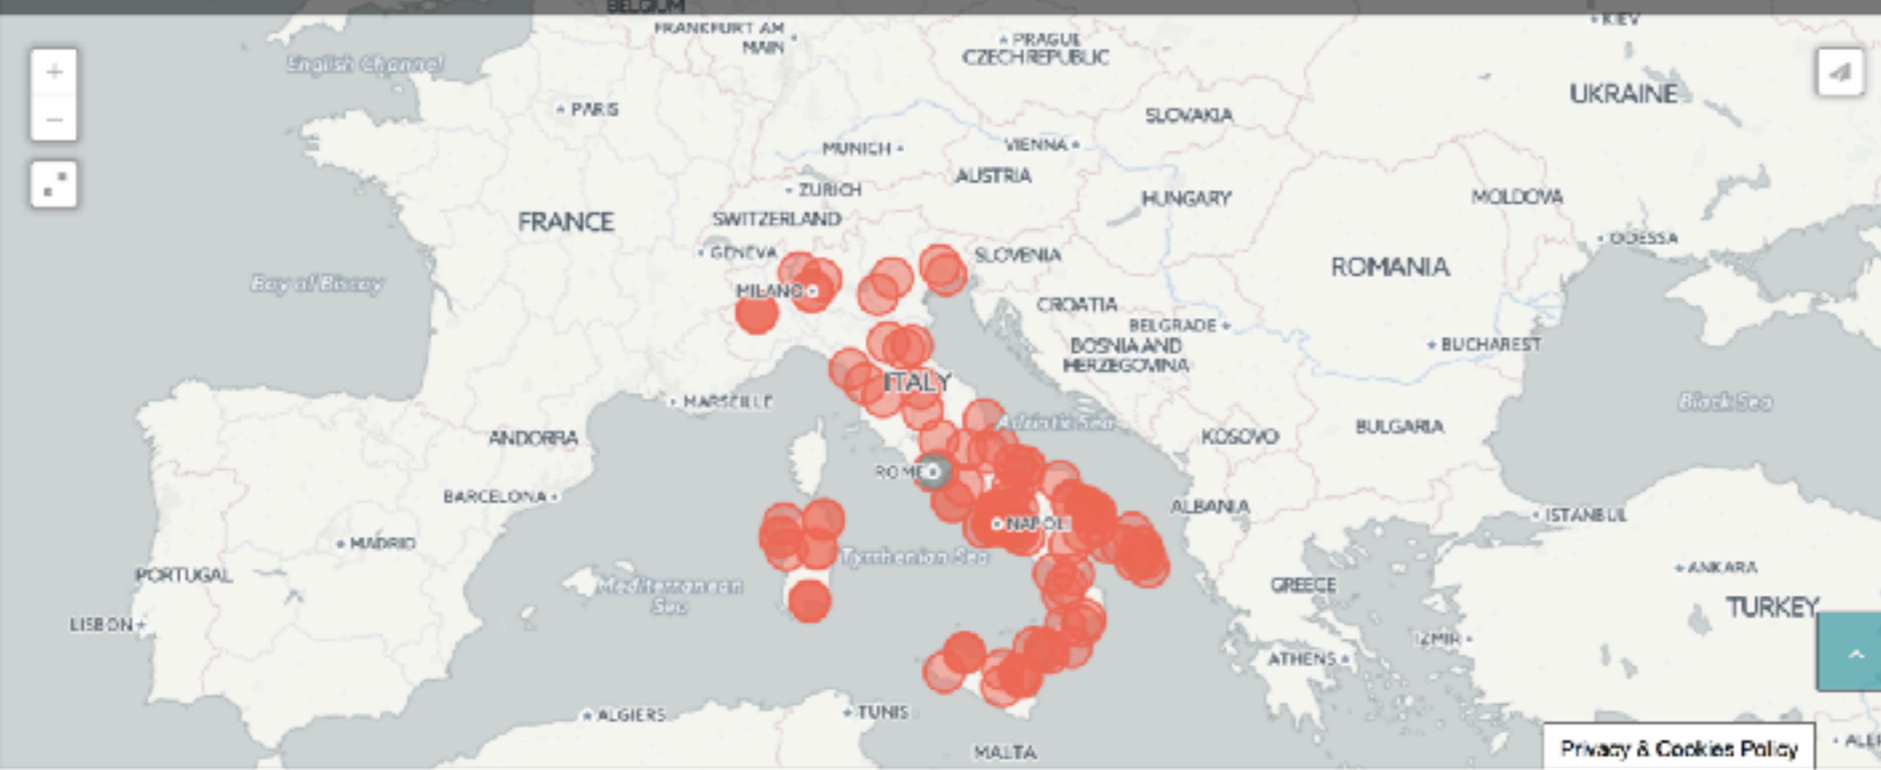 BELGIUM
KIEV
FRANKFURT AM
MAIN
PRAGUE
CZECH REPUBLIC
English Channel
UKRAINE
PARIS
SLOVAKIA
MUNICH
VIENNA
AUSTRIA
ZURICH
HUNGARY
MOLDOVA
SWITZERLAND
FRANCE
ODESSA
GENEVA
SLOVENIA
ROMANIA
Bay of Biscay
MILANO
CROATIA
BELGRADE
BOSNIA AND
HERZEGOVINA
BUCHAREST
ITALY
MARSEILLE
Black Sea
Adriatic Sea
BULGARIA
ANDORRA
KOSOVO
ROME
BARCELONA
ALBANIA
ISTANBUL
NAPOLI
MADRID
Tyrrhenian Sea
ANKARA
PORTUGAL
Mediterranean
Sea
GREECE
TURKEY
LISBON
IZMIR
ATHENS
ALGIERS
TUNIS
MALTA
Privacy & Cookies Policy